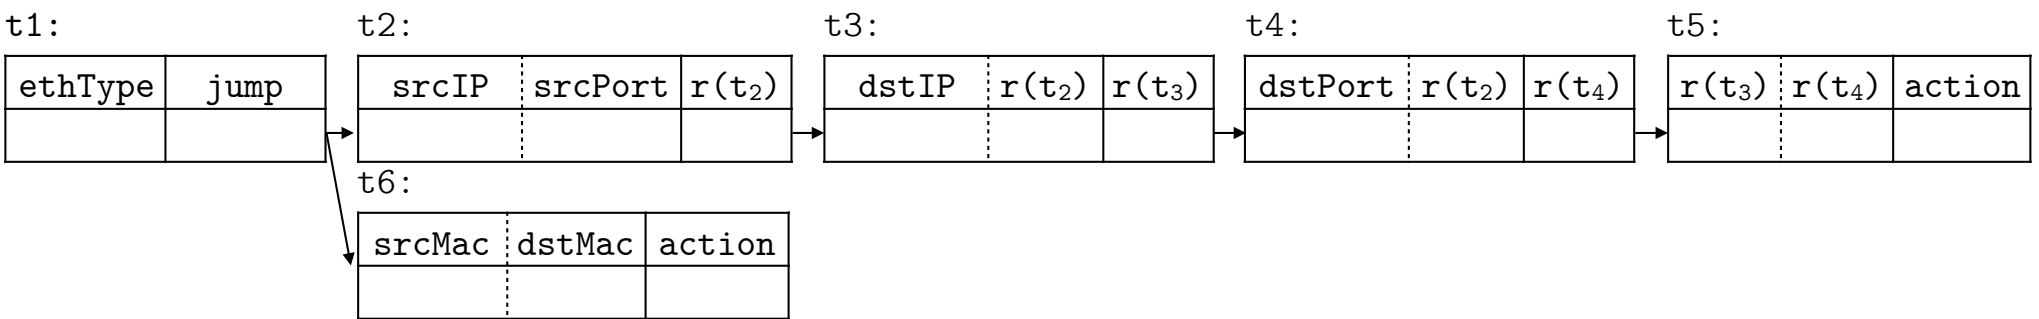 t1: t2: t3: t4: t5:
ethType jump srcIP srcPort r(t₂) dstIP r(t₂) r(t₃) dstPort r(t₂) r(t₄) r(t₃) r(t₄) action
t6:
srcMac dstMac action